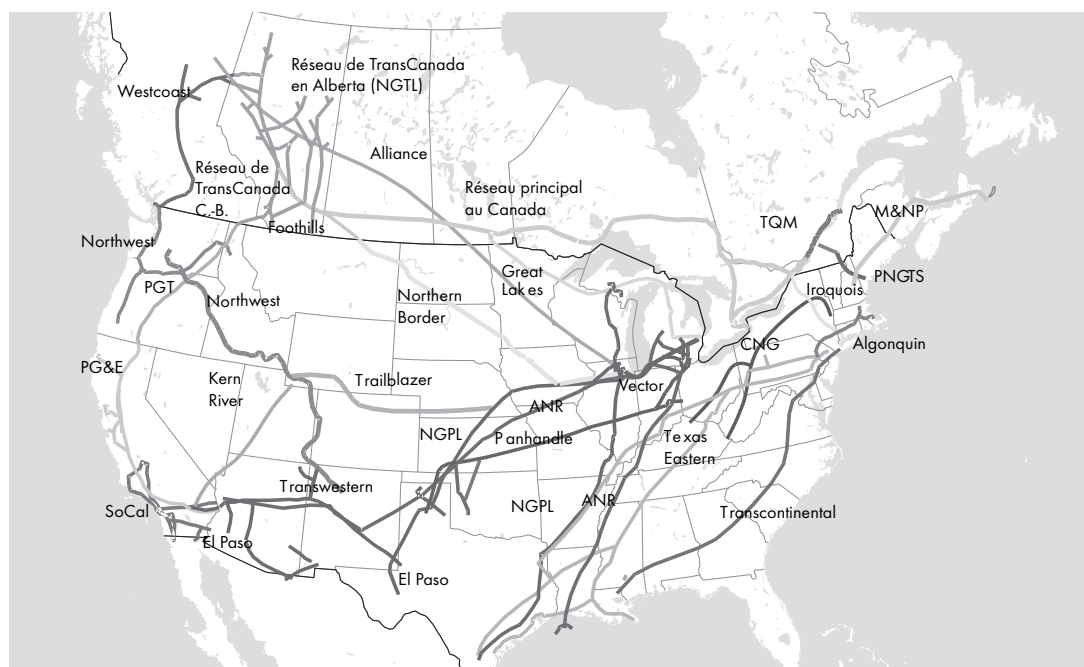 Réseau de TransCanada
en Alberta (NGTL)
Westcoast
Alliance
Réseau de
TransCanada
C.-B.
Réseau principal
au Canada
TQM
M&NP
Foothills
Northwest
PGT
Northwest
Great
Lakes
Northern
Border
PNGTS
Iroquois
CNG
Algonquin
PG&E
Kern
River
Trailblazer
Vector
ANR
NGPL
Panhandle
Texas
Eastern
Transwestern
NGPL
ANR
Transcontinental
SoCal
El Paso
El Paso